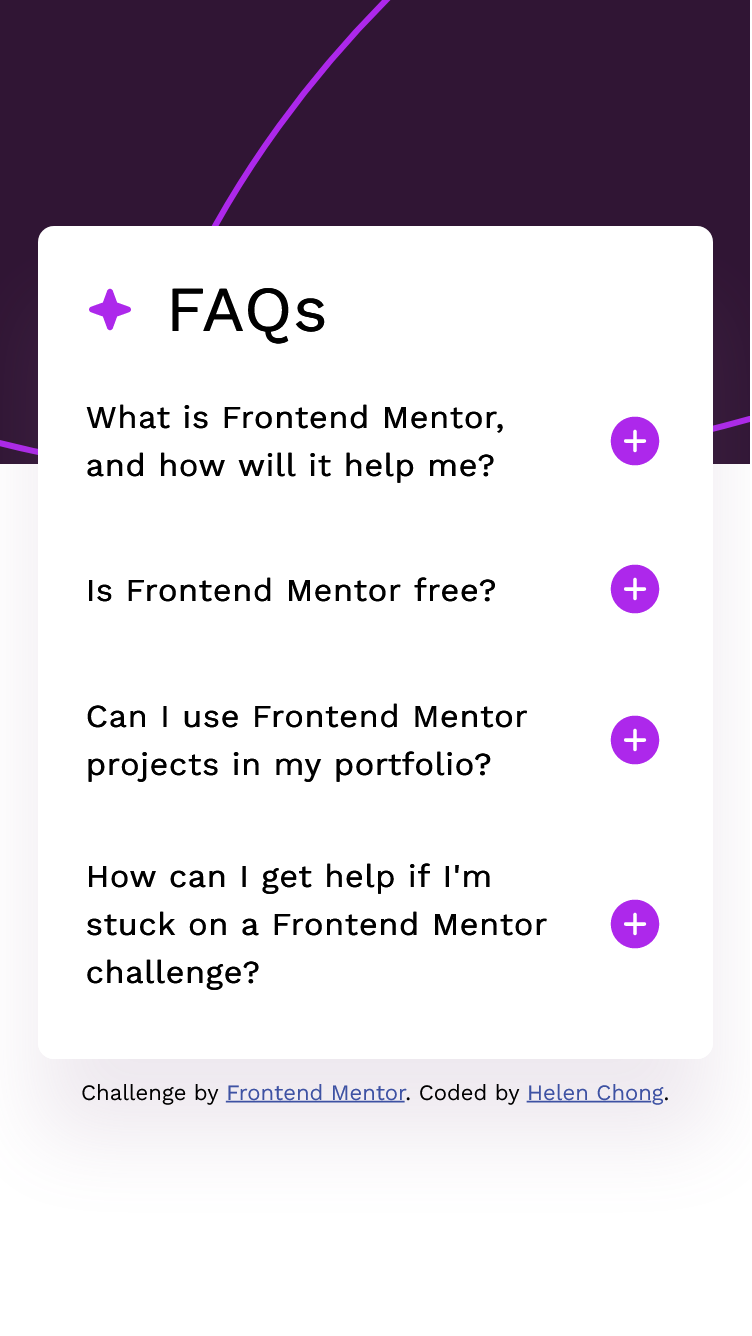 FAQs
What is Frontend Mentor,
and how will it help me?
Is Frontend Mentor free?
Can I use Frontend Mentor
projects in my portfolio?
How can I get help if I'm
stuck on a Frontend Mentor
challenge?
Challenge by Frontend Mentor. Coded by Helen Chong.